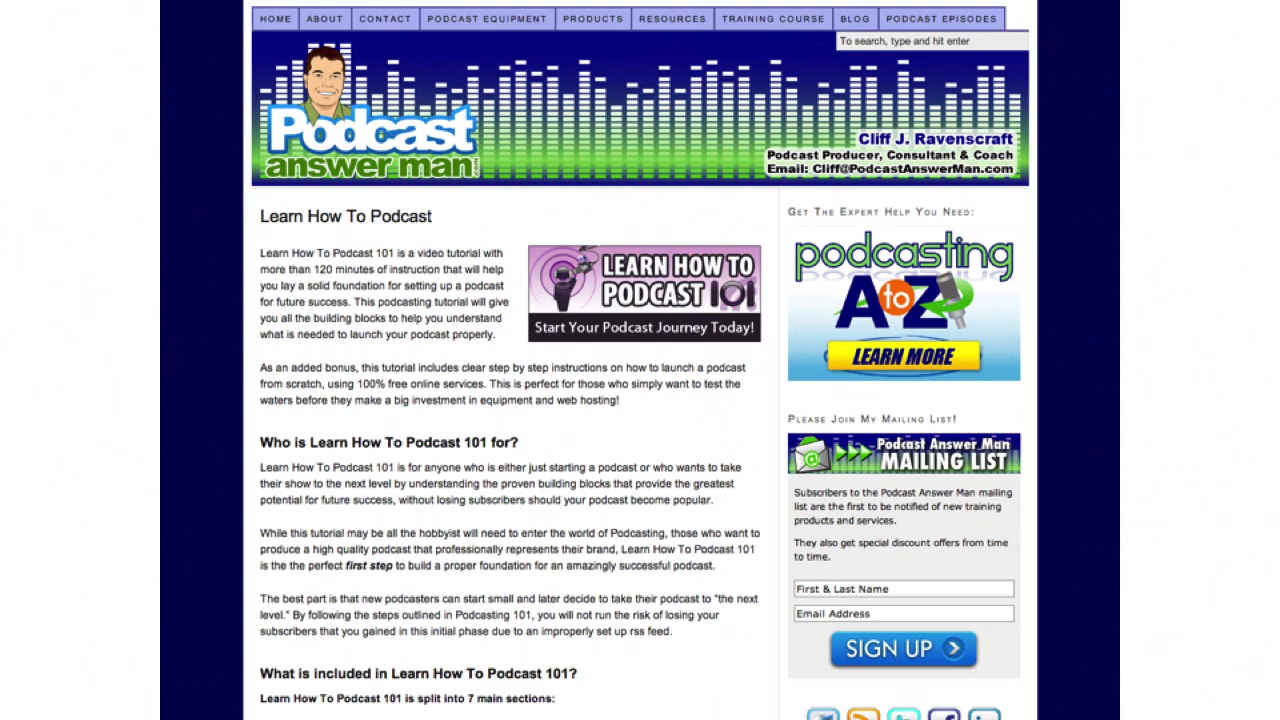 HOME ABOUT CONTACT PODCAST EQUIPMENT PRODUCTS RESOURCES TRAINING COURSE BLOG PODCAST EPISODES
To search, type and hit enter
Podcast
answer man
.com
Cliff J. Ravenscraft
Podcast Producer, Consultant & Coach
Email: Cliff@PodcastAnswerMan.com
Learn How To Podcast
Learn How To Podcast 101 is a video tutorial with
more than 120 minutes of instruction that will help
you lay a solid foundation for setting up a podcast
for future success. This podcasting tutorial will give
you all the building blocks to help you understand
what is needed to launch your podcast properly.
LEARN HOW TO
PODCAST 101
Start Your Podcast Journey Today!
As an added bonus, this tutorial includes clear step by step instructions on how to launch a podcast
from scratch, using 100% free online services. This is perfect for those who simply want to test the
waters before they make a big investment in equipment and web hosting!
Who is Learn How To Podcast 101 for?
Learn How To Podcast 101 is for anyone who is either just starting a podcast or who wants to take
their show to the next level by understanding the proven building blocks that provide the greatest
potential for future success, without losing subscribers should your podcast become popular.
While this tutorial may be all the hobbyist will need to enter the world of Podcasting, those who want to
produce a high quality podcast that professionally represents their brand, Learn How To Podcast 101
is the the perfect first step to build a proper foundation for an amazingly successful podcast.
The best part is that new podcasters can start small and later decide to take their podcast to "the next
level." By following the steps outlined in Podcasting 101, you will not run the risk of losing your
subscribers that you gained in this initial phase due to an improperly set up rss feed.
What is included in Learn How To Podcast 101?
Learn How To Podcast 101 is split into 7 main sections:
Get The Expert Help You Need:
podcasting
A to Z
LEARN MORE
Please Join My Mailing List!
Podcast Answer Man
MAILING LIST
Subscribers to the Podcast Answer Man mailing
list are the first to be notified of new training
products and services.
They also get special discount offers from time
to time.
First & Last Name
Email Address
SIGN UP